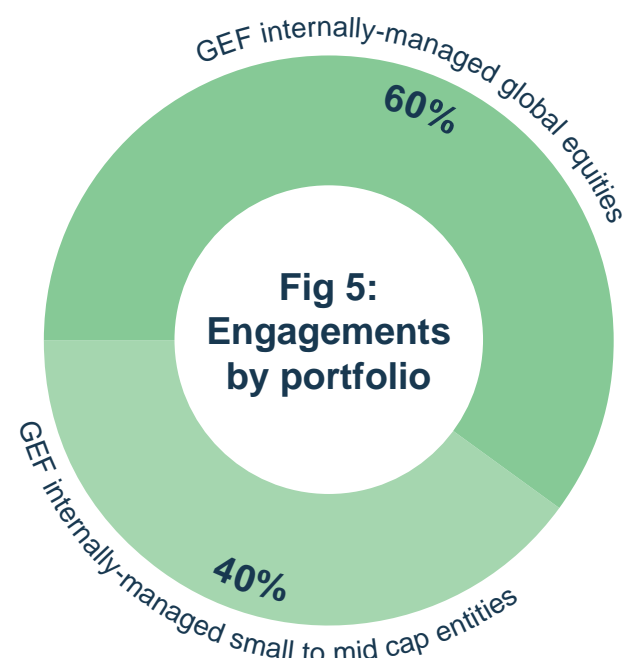 GEF internally-managed global equities
60%
Fig 5:
Engagements
by portfolio
40%
GEF internally-managed small to mid cap entities